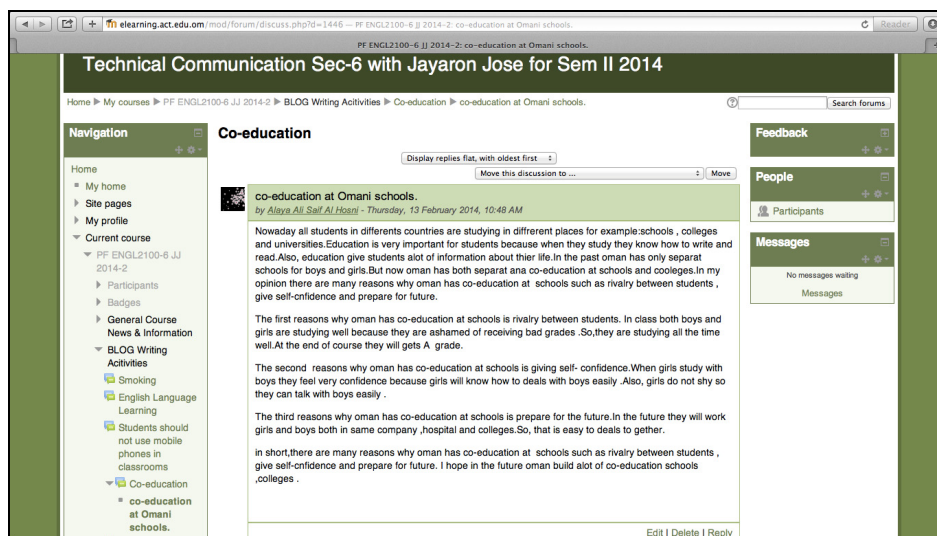 elearning.act.edu.om/mod/forum/discuss.php?d=1446 — PF ENGL2100-6 JJ 2014-2: co-education at Omani schools.
Reader
PF ENGL2100-6 JJ 2014-2: co-education at Omani schools.
Technical Communication Sec-6 with Jayaron Jose for Sem II 2014
Home ▶ My courses ▶ PF ENGL2100-6 JJ 2014-2 ▶ BLOG Writing Acitivities ▶ Co-education ▶ co-education at Omani schools.
Search forums
Navigation
Home
My home
Site pages
My profile
Current course
PF ENGL2100-6 JJ
2014-2
Participants
Badges
General Course
News & Information
BLOG Writing
Acitivities
Smoking
English Language
Learning
Students should
not use mobile
phones in
classrooms
Co-education
co-education
at Omani
schools.
Co-education
Display replies flat, with oldest first
Move this discussion to ...
Move
co-education at Omani schools.
by Alaya Ali Saif Al Hosni - Thursday, 13 February 2014, 10:48 AM
Nowaday all students in differents countries are studying in diffrerent places for example:schools , colleges
and universities.Education is very important for students because when they study they know how to write and
read.Also, education give students alot of information about thier life.In the past oman has only separat
schools for boys and girls.But now oman has both separat ana co-education at schools and cooleges.In my
opinion there are many reasons why oman has co-education at schools such as rivalry between students ,
give self-cnfidence and prepare for future.
The first reasons why oman has co-education at schools is rivalry between students. In class both boys and
girls are studying well because they are ashamed of receiving bad grades .So,they are studying all the time
well.At the end of course they will gets A grade.
The second reasons why oman has co-education at schools is giving self- confidence.When girls study with
boys they feel very confidence because girls will know how to deals with boys easily .Also, girls do not shy so
they can talk with boys easily .
The third reasons why oman has co-education at schools is prepare for the future.In the future they will work
girls and boys both in same company ,hospital and colleges.So, that is easy to deals to gether.
in short,there are many reasons why oman has co-education at schools such as rivalry between students ,
give self-cnfidence and prepare for future. I hope in the future oman build alot of co-education schools
,colleges .
Edit | Delete | Reply
Feedback
People
Participants
Messages
No messages waiting
Messages